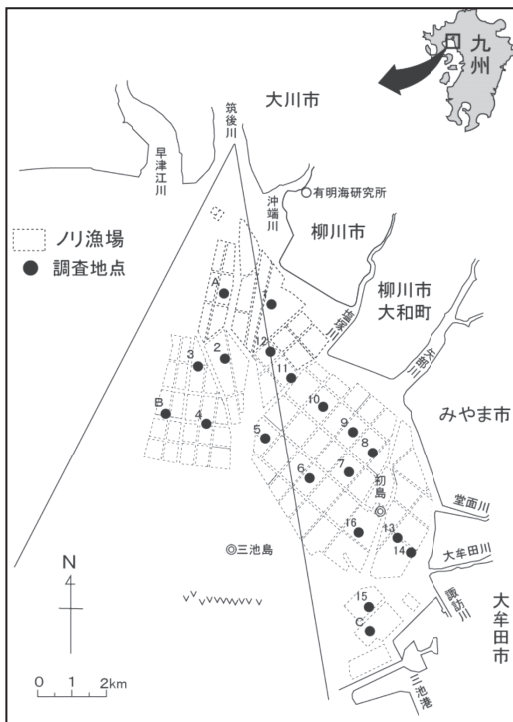 九州
大川市
筑後川
早津江川
沖端川
有明海研究所
ノリ漁場
調査地点
柳川市
柳川市
大和町
塩塚川
矢部川
みやま市
A
1
12
2
3
11
10
B
4
5
9
8
6
7
初島
16
13
14
堂面川
大牟田川
三池島
諏訪川
大牟田市
15
C
三池港
N
0 1 2km